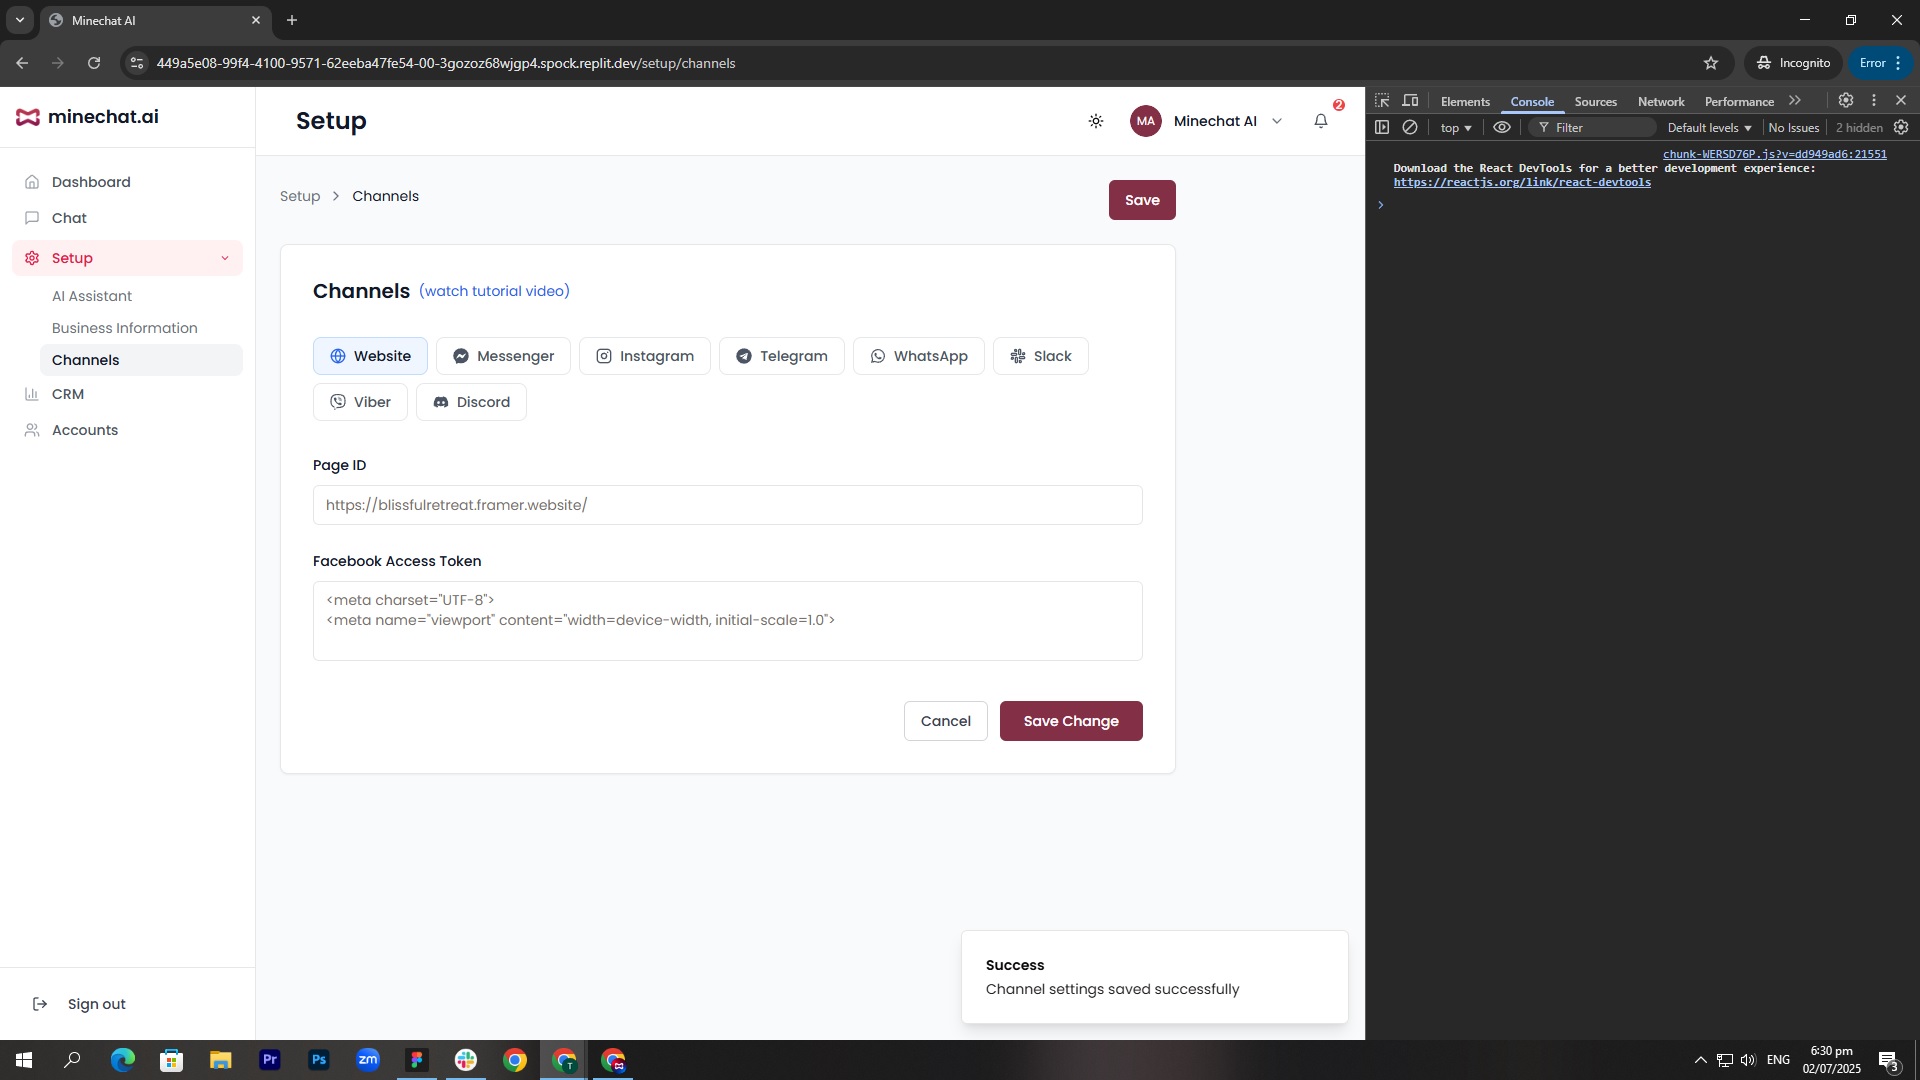 Minechat AI
449a5e08-99f4-4100-9571-62eeba47fe54-00-3gozoz68wjgp4.spock.replit.dev/setup/channels
Incognito
Error
minechat.ai
Dashboard
Chat
Setup
AI Assistant
Business Information
Channels
CRM
Accounts
Sign out
Setup
MA
Minechat AI
2
Setup > Channels
Save
Channels (watch tutorial video)
Website
Messenger
Instagram
Telegram
WhatsApp
Slack
Viber
Discord
Page ID
https://blissfulretreat.framer.website/
Facebook Access Token
<meta charset="UTF-8">
<meta name="viewport" content="width=device-width, initial-scale=1.0">
Cancel
Save Change
Success
Channel settings saved successfully
Elements
Console
Sources
Network
Performance
top
Filter
Default levels
No Issues
2 hidden
chunk-WERSD76P.js?v=dd949ad6:21551
Download the React DevTools for a better development experience:
https://reactjs.org/link/react-devtools
Pr
Ps
zm
T
ENG
6:30 pm
02/07/2025
3